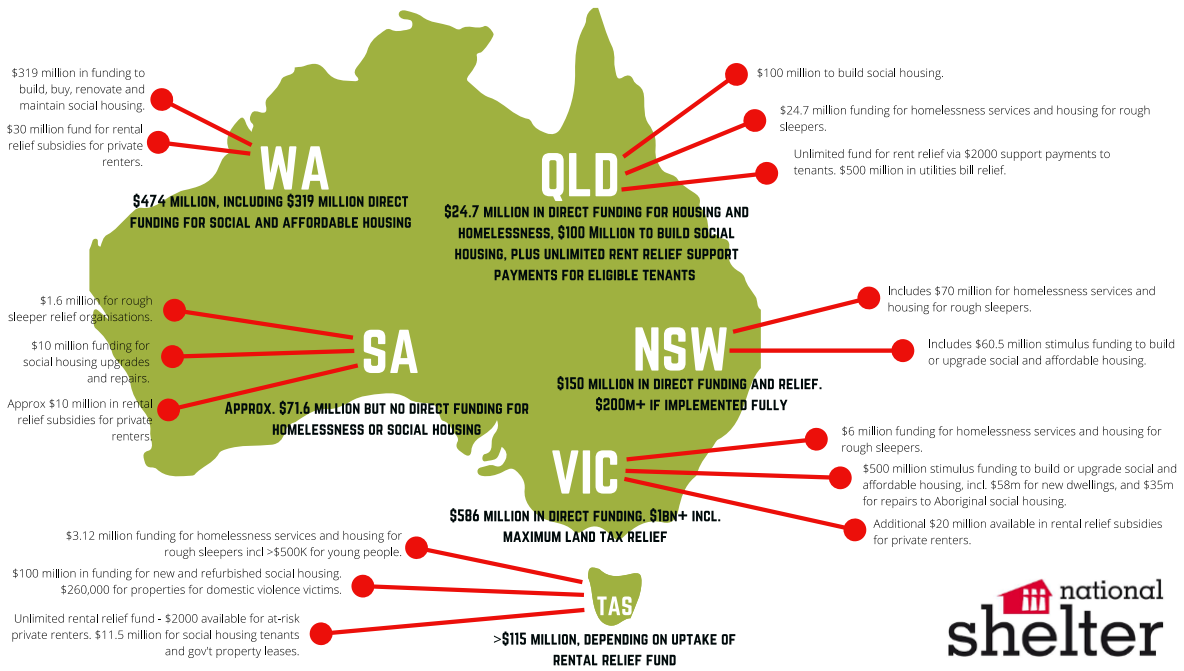 $319 million in funding to
build, buy, renovate and
maintain social housing.
$30 million fund for rental
relief subsidies for private
renters.
WA
$474 MILLION, INCLUDING $319 MILLION DIRECT
FUNDING FOR SOCIAL AND AFFORDABLE HOUSING
$100 million to build social housing.
$24.7 million funding for homelessness services and housing for rough
sleepers.
Unlimited fund for rent relief via $2000 support payments to
tenants. $500 million in utilities bill relief.
QLD
$24.7 MILLION IN DIRECT FUNDING FOR HOUSING AND
HOMELESSNESS, $100 MILLION TO BUILD SOCIAL
HOUSING, PLUS UNLIMITED RENT RELIEF SUPPORT
PAYMENTS FOR ELIGIBLE TENANTS
$1.6 million for rough
sleeper relief organisations.
$10 million funding for
social housing upgrades
and repairs.
Approx $10 million in rental
relief subsidies for private
renters.
SA
APPROX. $71.6 MILLION BUT NO DIRECT FUNDING FOR
HOMELESSNESS OR SOCIAL HOUSING
Includes $70 million for homelessness services and
housing for rough sleepers.
Includes $60.5 million stimulus funding to build
or upgrade social and affordable housing.
NSW
$150 MILLION IN DIRECT FUNDING AND RELIEF.
$200M+ IF IMPLEMENTED FULLY
$6 million funding for homelessness services and housing for
rough sleepers.
$500 million stimulus funding to build or upgrade social and
affordable housing, incl. $58m for new dwellings, and $35m
for repairs to Aboriginal social housing.
Additional $20 million available in rental relief subsidies
for private renters.
VIC
$586 MILLION IN DIRECT FUNDING. $1BN+ INCL.
MAXIMUM LAND TAX RELIEF
$3.12 million funding for homelessness services and housing for
rough sleepers incl >$500K for young people.
$100 million in funding for new and refurbished social housing.
$260,000 for properties for domestic violence victims.
Unlimited rental relief fund - $2000 available for at-risk
private renters. $11.5 million for social housing tenants
and gov't property leases.
TAS
>$115 MILLION, DEPENDING ON UPTAKE OF
RENTAL RELIEF FUND
national
shelter